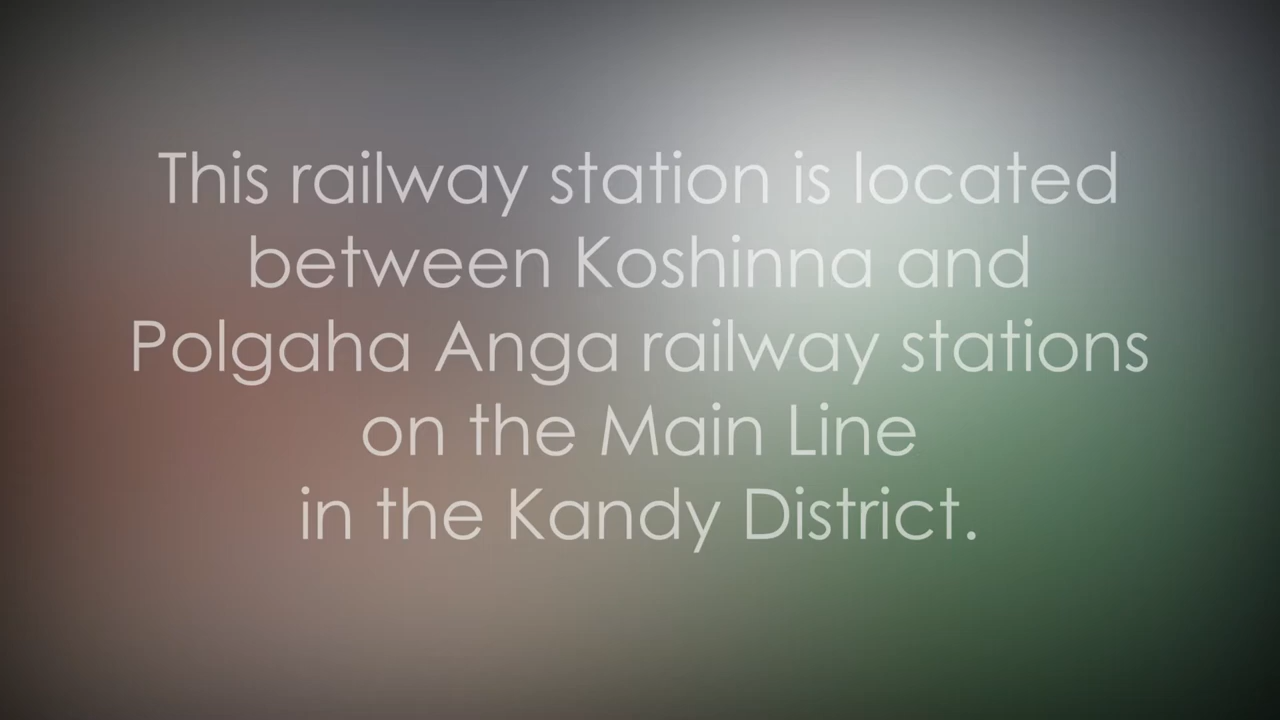 This railway station is located
between Koshinna and
Polgaha Anga railway stations
on the Main Line
in the Kandy District.